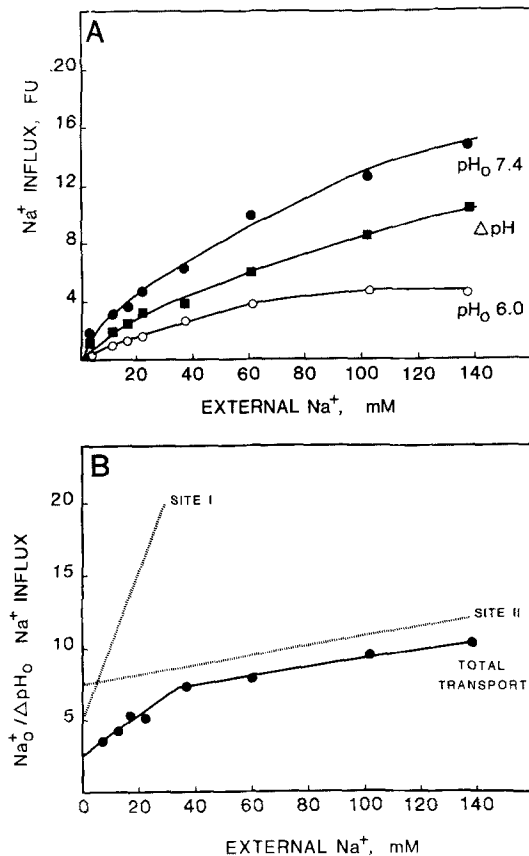 A
20
16
12
8
4
Na+ INFLUX, FU
pHO 7.4
ΔpH
pHO 6.0
20 40 60 80 100 120 140
EXTERNAL Na+, mM
B
20
15
10
5
Na+O /ΔpHO Na+ INFLUX
SITE I
SITE II
TOTAL
TRANSPORT
0 20 40 60 80 100 120 140
EXTERNAL Na+, mM